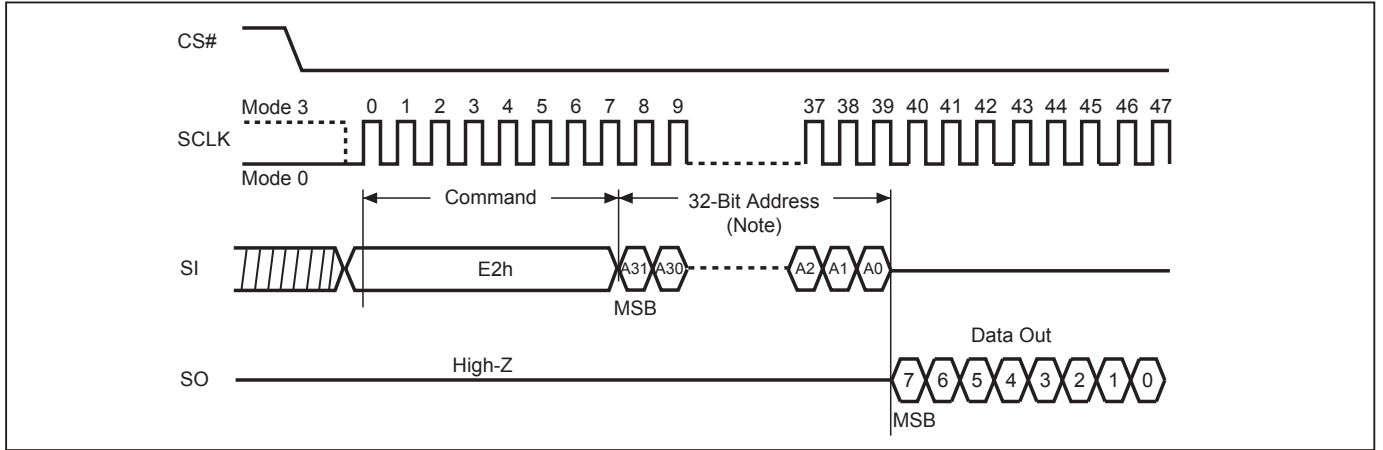 CS#
Mode 3 0 1 2 3 4 5 6 7 8 9 37 38 39 40 41 42 43 44 45 46 47
SCLK
Mode 0
Command 32-Bit Address
(Note)
SI E2h A31 A30 A2 A1 A0
MSB
Data Out
High-Z
SO 7 6 5 4 3 2 1 0
MSB